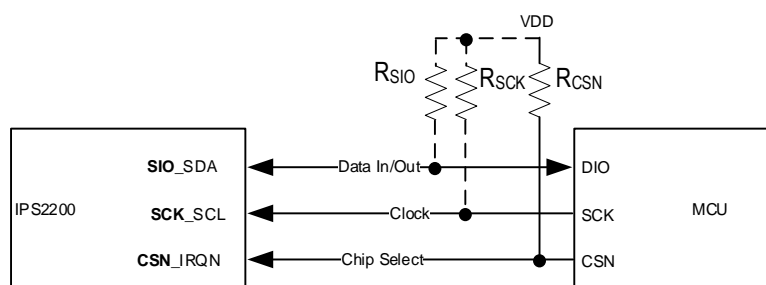 VDD
RSIO
RSCK
RCSN
SIO_SDA
Data In/Out
DIO
IPS2200
SCK_SCL
Clock
SCK
MCU
CSN_IRQN
Chip Select
CSN